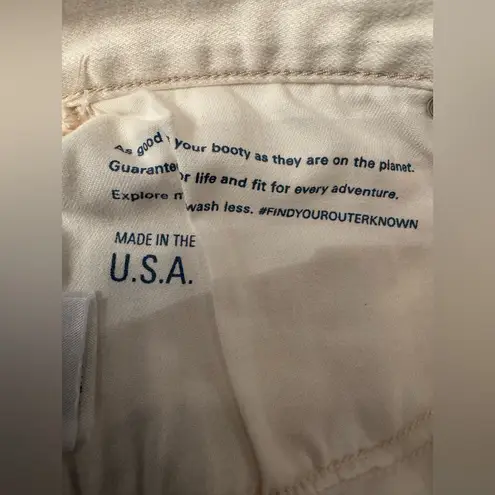 As good your booty as they are on the planet.
Guarante or life and fit for every adventure.
Explore m wash less. #FINDYOUROUTERKNOWN
MADE IN THE
U.S.A.